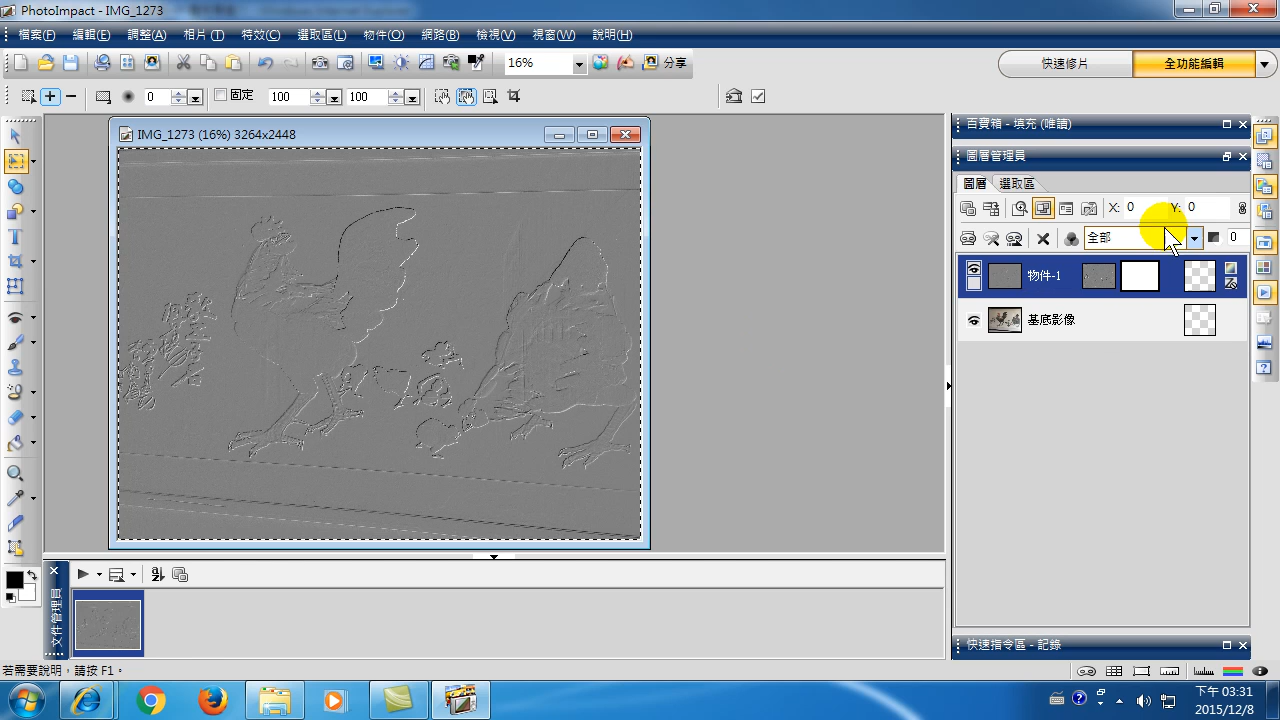 PhotoImpact - IMG_1273
檔案(F) 編輯(E) 調整(A) 相片(T) 特效(C) 選取區(L) 物件(O) 網路(B) 檢視(V) 視窗(W) 說明(H)
16% 分享 快速修片 全功能編輯
0 固定 100 100
IMG_1273 (16%) 3264x2448
百寶箱 - 填充 (唯讀)
圖層管理員
圖層 選取區
X: 0 Y: 0
全部 0
物件-1
基底影像
文件管理員
快速指令區 - 記錄
若需要說明，請按 F1。
下午 03:31
2015/12/8